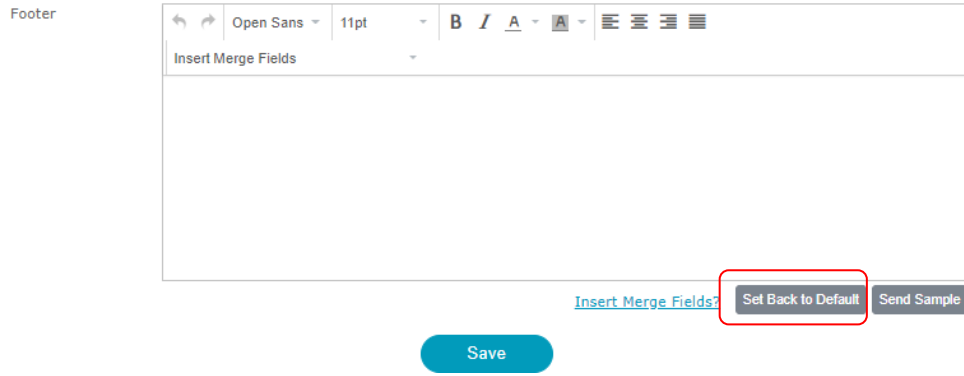 Footer
Open Sans 11pt B I A A
Insert Merge Fields
Insert Merge Fields? Set Back to Default Send Sample
Save